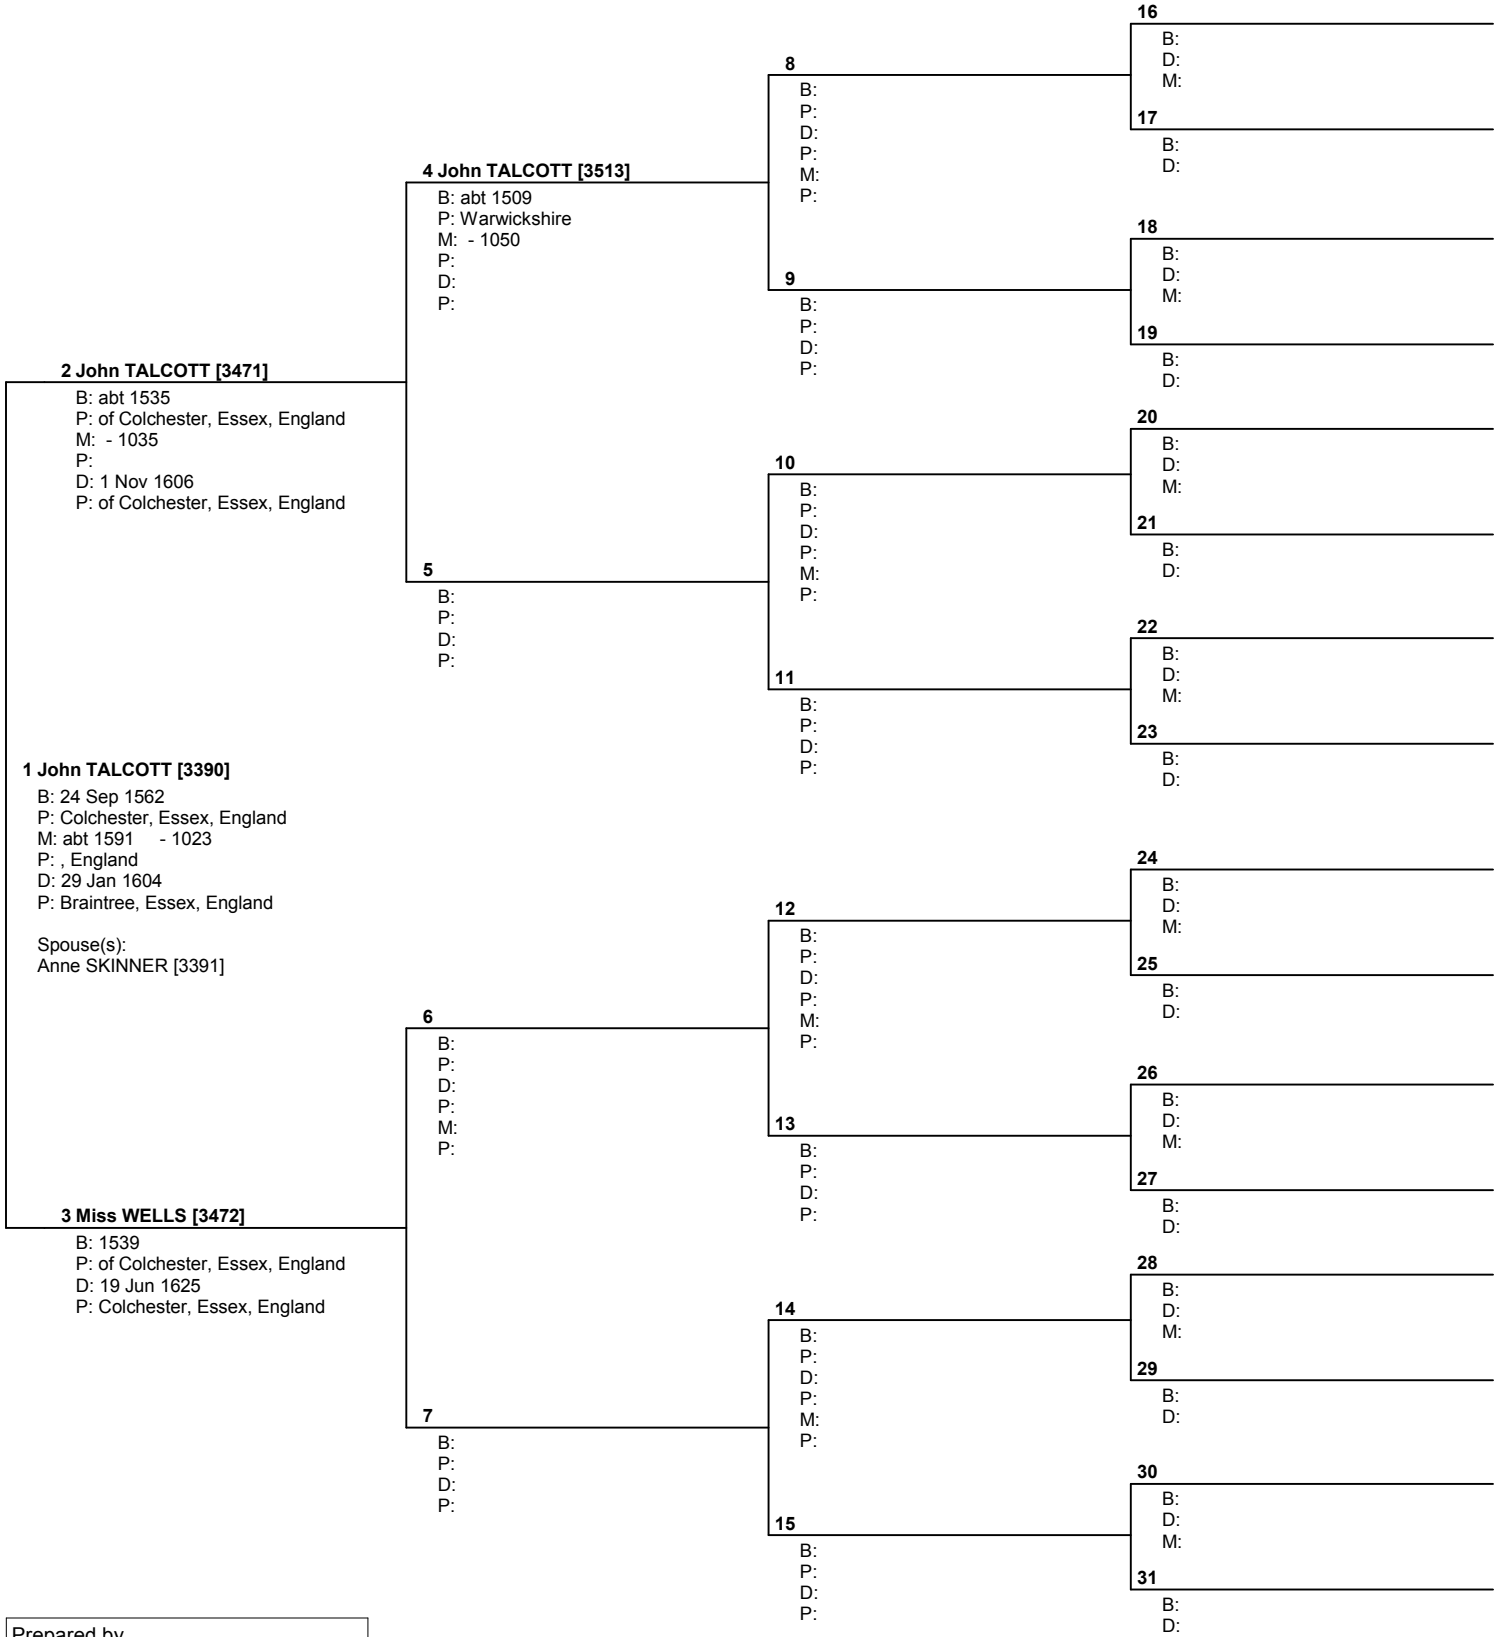 16
B:
D:
M:
17
B:
D:
8
B:
P:
D:
P:
M:
P:
18
B:
D:
M:
19
B:
D:
9
B:
P:
D:
P:
4 John TALCOTT [3513]
B: abt 1509
P: Warwickshire
M:  - 1050
P:
D:
P:
2 John TALCOTT [3471]
B: abt 1535
P: of Colchester, Essex, England
M:  - 1035
P:
D: 1 Nov 1606
P: of Colchester, Essex, England
20
B:
D:
M:
21
B:
D:
10
B:
P:
D:
P:
M:
P:
5
B:
P:
D:
P:
22
B:
D:
M:
23
B:
D:
11
B:
P:
D:
P:
1 John TALCOTT [3390]
B: 24 Sep 1562
P: Colchester, Essex, England
M: abt 1591     - 1023
P: , England
D: 29 Jan 1604
P: Braintree, Essex, England
Spouse(s):
Anne SKINNER [3391]
24
B:
D:
M:
25
B:
D:
12
B:
P:
D:
P:
M:
P:
6
B:
P:
D:
P:
M:
P:
26
B:
D:
M:
27
B:
D:
13
B:
P:
D:
P:
3 Miss WELLS [3472]
B: 1539
P: of Colchester, Essex, England
D: 19 Jun 1625
P: Colchester, Essex, England
28
B:
D:
M:
29
B:
D:
14
B:
P:
D:
P:
M:
P:
7
B:
P:
D:
P:
30
B:
D:
M:
31
B:
D:
15
B:
P:
D:
P:
Prepared by